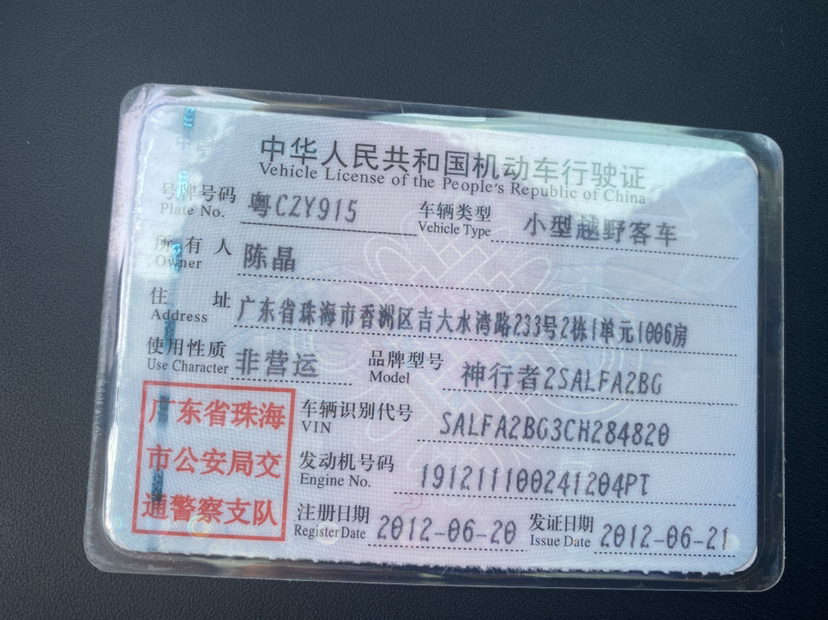 中华人民共和国机动车行驶证
Vehicle License of the People's Republic of China
号牌号码 Plate No. 粤CZY915 车辆类型 Vehicle Type 小型越野客车
所有人 Owner 陈晶
住址 Address 广东省珠海市香洲区吉大水湾路233号2栋1单元1006房
使用性质 Use Character 非营运 品牌型号 Model 神行者2SALFA2BG
车辆识别代号 VIN SALFA2BG3CH284820
发动机号码 Engine No. 191211100241204PT
注册日期 Register Date 2012-06-20 发证日期 Issue Date 2012-06-21
广东省珠海
市公安局交
通警察支队